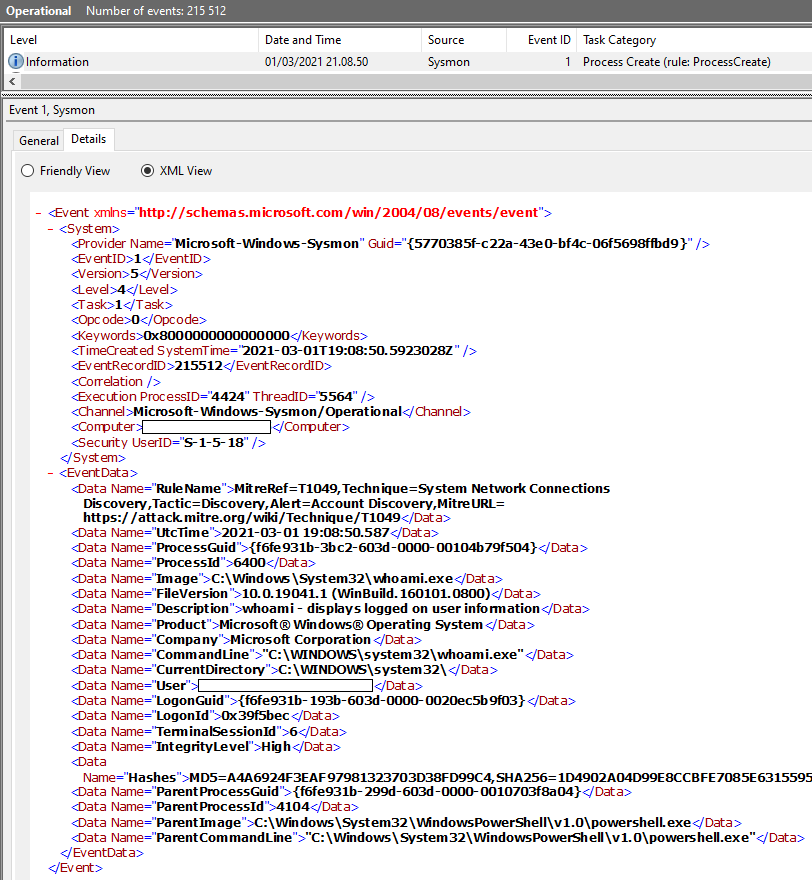 Operational Number of events: 215 512
Level Date and Time Source Event ID Task Category
Information 01/03/2021 21.08.50 Sysmon 1 Process Create (rule: ProcessCreate)
Event 1, Sysmon
General Details
Friendly View XML View
- <Event xmlns="http://schemas.microsoft.com/win/2004/08/events/event">
- <System>
<Provider Name="Microsoft-Windows-Sysmon" Guid="{5770385f-c22a-43e0-bf4c-06f5698ffbd9}" />
<EventID>1</EventID>
<Version>5</Version>
<Level>4</Level>
<Task>1</Task>
<Opcode>0</Opcode>
<Keywords>0x8000000000000000</Keywords>
<TimeCreated SystemTime="2021-03-01T19:08:50.5923028Z" />
<EventRecordID>215512</EventRecordID>
<Correlation />
<Execution ProcessID="4424" ThreadID="5564" />
<Channel>Microsoft-Windows-Sysmon/Operational</Channel>
<Computer> </Computer>
<Security UserID="S-1-5-18" />
</System>
- <EventData>
<Data Name="RuleName">MitreRef=T1049,Technique=System Network Connections
Discovery,Tactic=Discovery,Alert=Account Discovery,MitreURL=
https://attack.mitre.org/wiki/Technique/T1049</Data>
<Data Name="UtcTime">2021-03-01 19:08:50.587</Data>
<Data Name="ProcessGuid">{f6fe931b-3bc2-603d-0000-00104b79f504}</Data>
<Data Name="ProcessId">6400</Data>
<Data Name="Image">C:\Windows\System32\whoami.exe</Data>
<Data Name="FileVersion">10.0.19041.1 (WinBuild.160101.0800)</Data>
<Data Name="Description">whoami - displays logged on user information</Data>
<Data Name="Product">Microsoft® Windows® Operating System</Data>
<Data Name="Company">Microsoft Corporation</Data>
<Data Name="CommandLine">"C:\WINDOWS\system32\whoami.exe"</Data>
<Data Name="CurrentDirectory">C:\WINDOWS\system32\</Data>
<Data Name="User"> </Data>
<Data Name="LogonGuid">{f6fe931b-193b-603d-0000-0020ec5b9f03}</Data>
<Data Name="LogonId">0x39f5bec</Data>
<Data Name="TerminalSessionId">6</Data>
<Data Name="IntegrityLevel">High</Data>
<Data
Name="Hashes">MD5=A4A6924F3EAF97981323703D38FD99C4,SHA256=1D4902A04D99E8CCBFE7085E6315595
<Data Name="ParentProcessGuid">{f6fe931b-299d-603d-0000-0010703f8a04}</Data>
<Data Name="ParentProcessId">4104</Data>
<Data Name="ParentImage">C:\Windows\System32\WindowsPowerShell\v1.0\powershell.exe</Data>
<Data Name="ParentCommandLine">"C:\Windows\System32\WindowsPowerShell\v1.0\powershell.exe"</Data>
</EventData>
</Event>